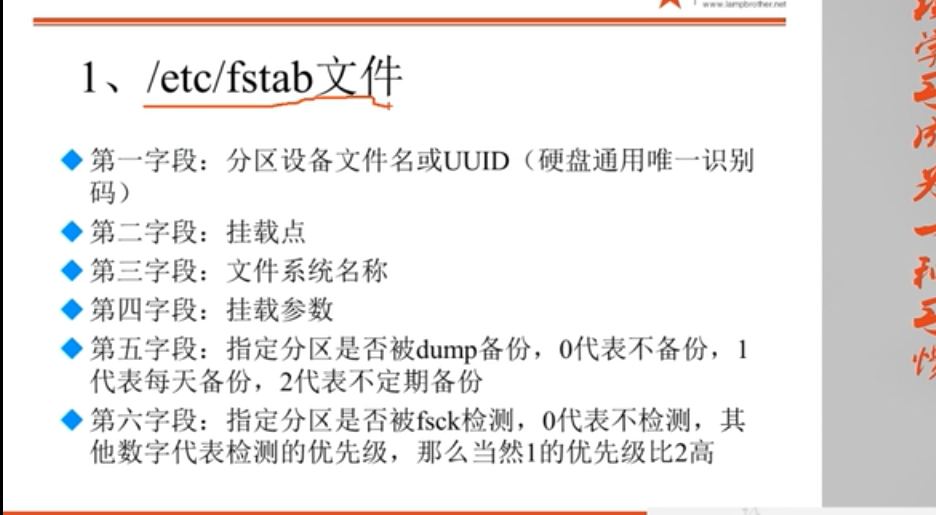 www.lampbrother.net
1、/etc/fstab文件
第一字段：分区设备文件名或UUID（硬盘通用唯一识别
码）
第二字段：挂载点
第三字段：文件系统名称
第四字段：挂载参数
第五字段：指定分区是否被dump备份，0代表不备份，1
代表每天备份，2代表不定期备份
第六字段：指定分区是否被fsck检测，0代表不检测，其
他数字代表检测的优先级，那么当然1的优先级比2高